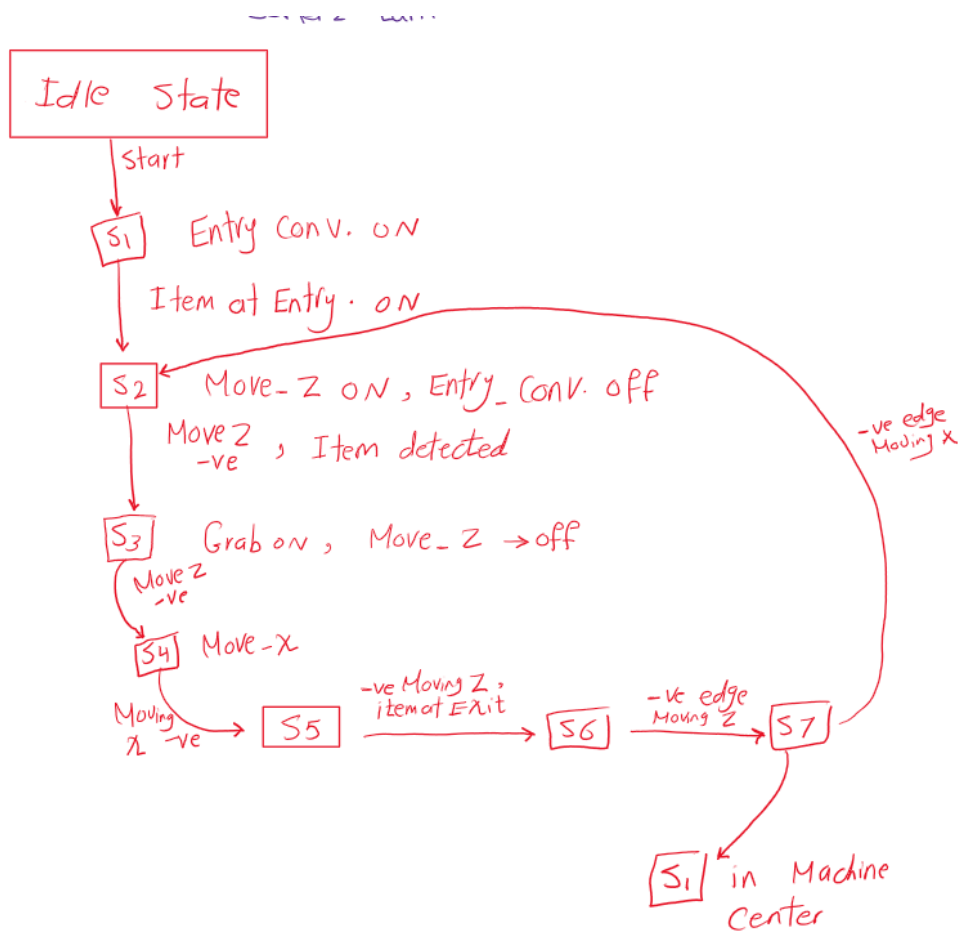 Idle State
Start
S1 Entry Conv. ON
Item at Entry. ON
S2 Move_Z ON, Entry_Conv. off
Move Z
-ve , Item detected
-ve edge
Moving X
S3 Grab ON, Move_Z → off
Move Z
-ve
S4 Move-X
Moving
X -ve
S5
-ve Moving Z,
item at Exit
S6
-ve edge
Moving Z
S7
S1 in Machine
Center